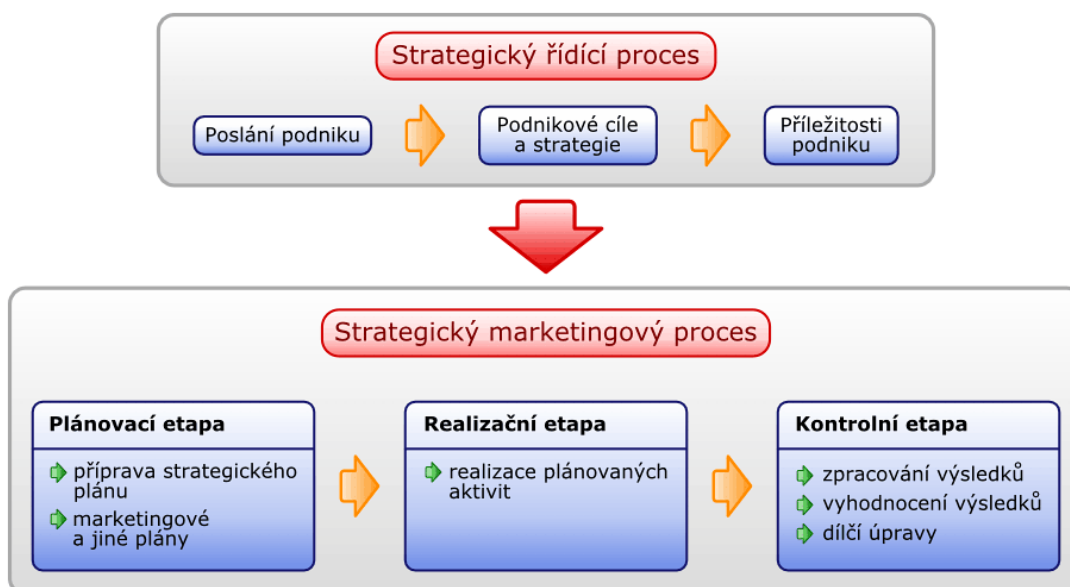 Strategický řídící proces
Poslání podniku
Podnikové cíle
a strategie
Příležitosti
podniku
Strategický marketingový proces
Plánovací etapa
příprava strategického
plánu
marketingové
a jiné plány
Realizační etapa
realizace plánovaných
aktivit
Kontrolní etapa
zpracování výsledků
vyhodnocení výsledků
dílčí úpravy